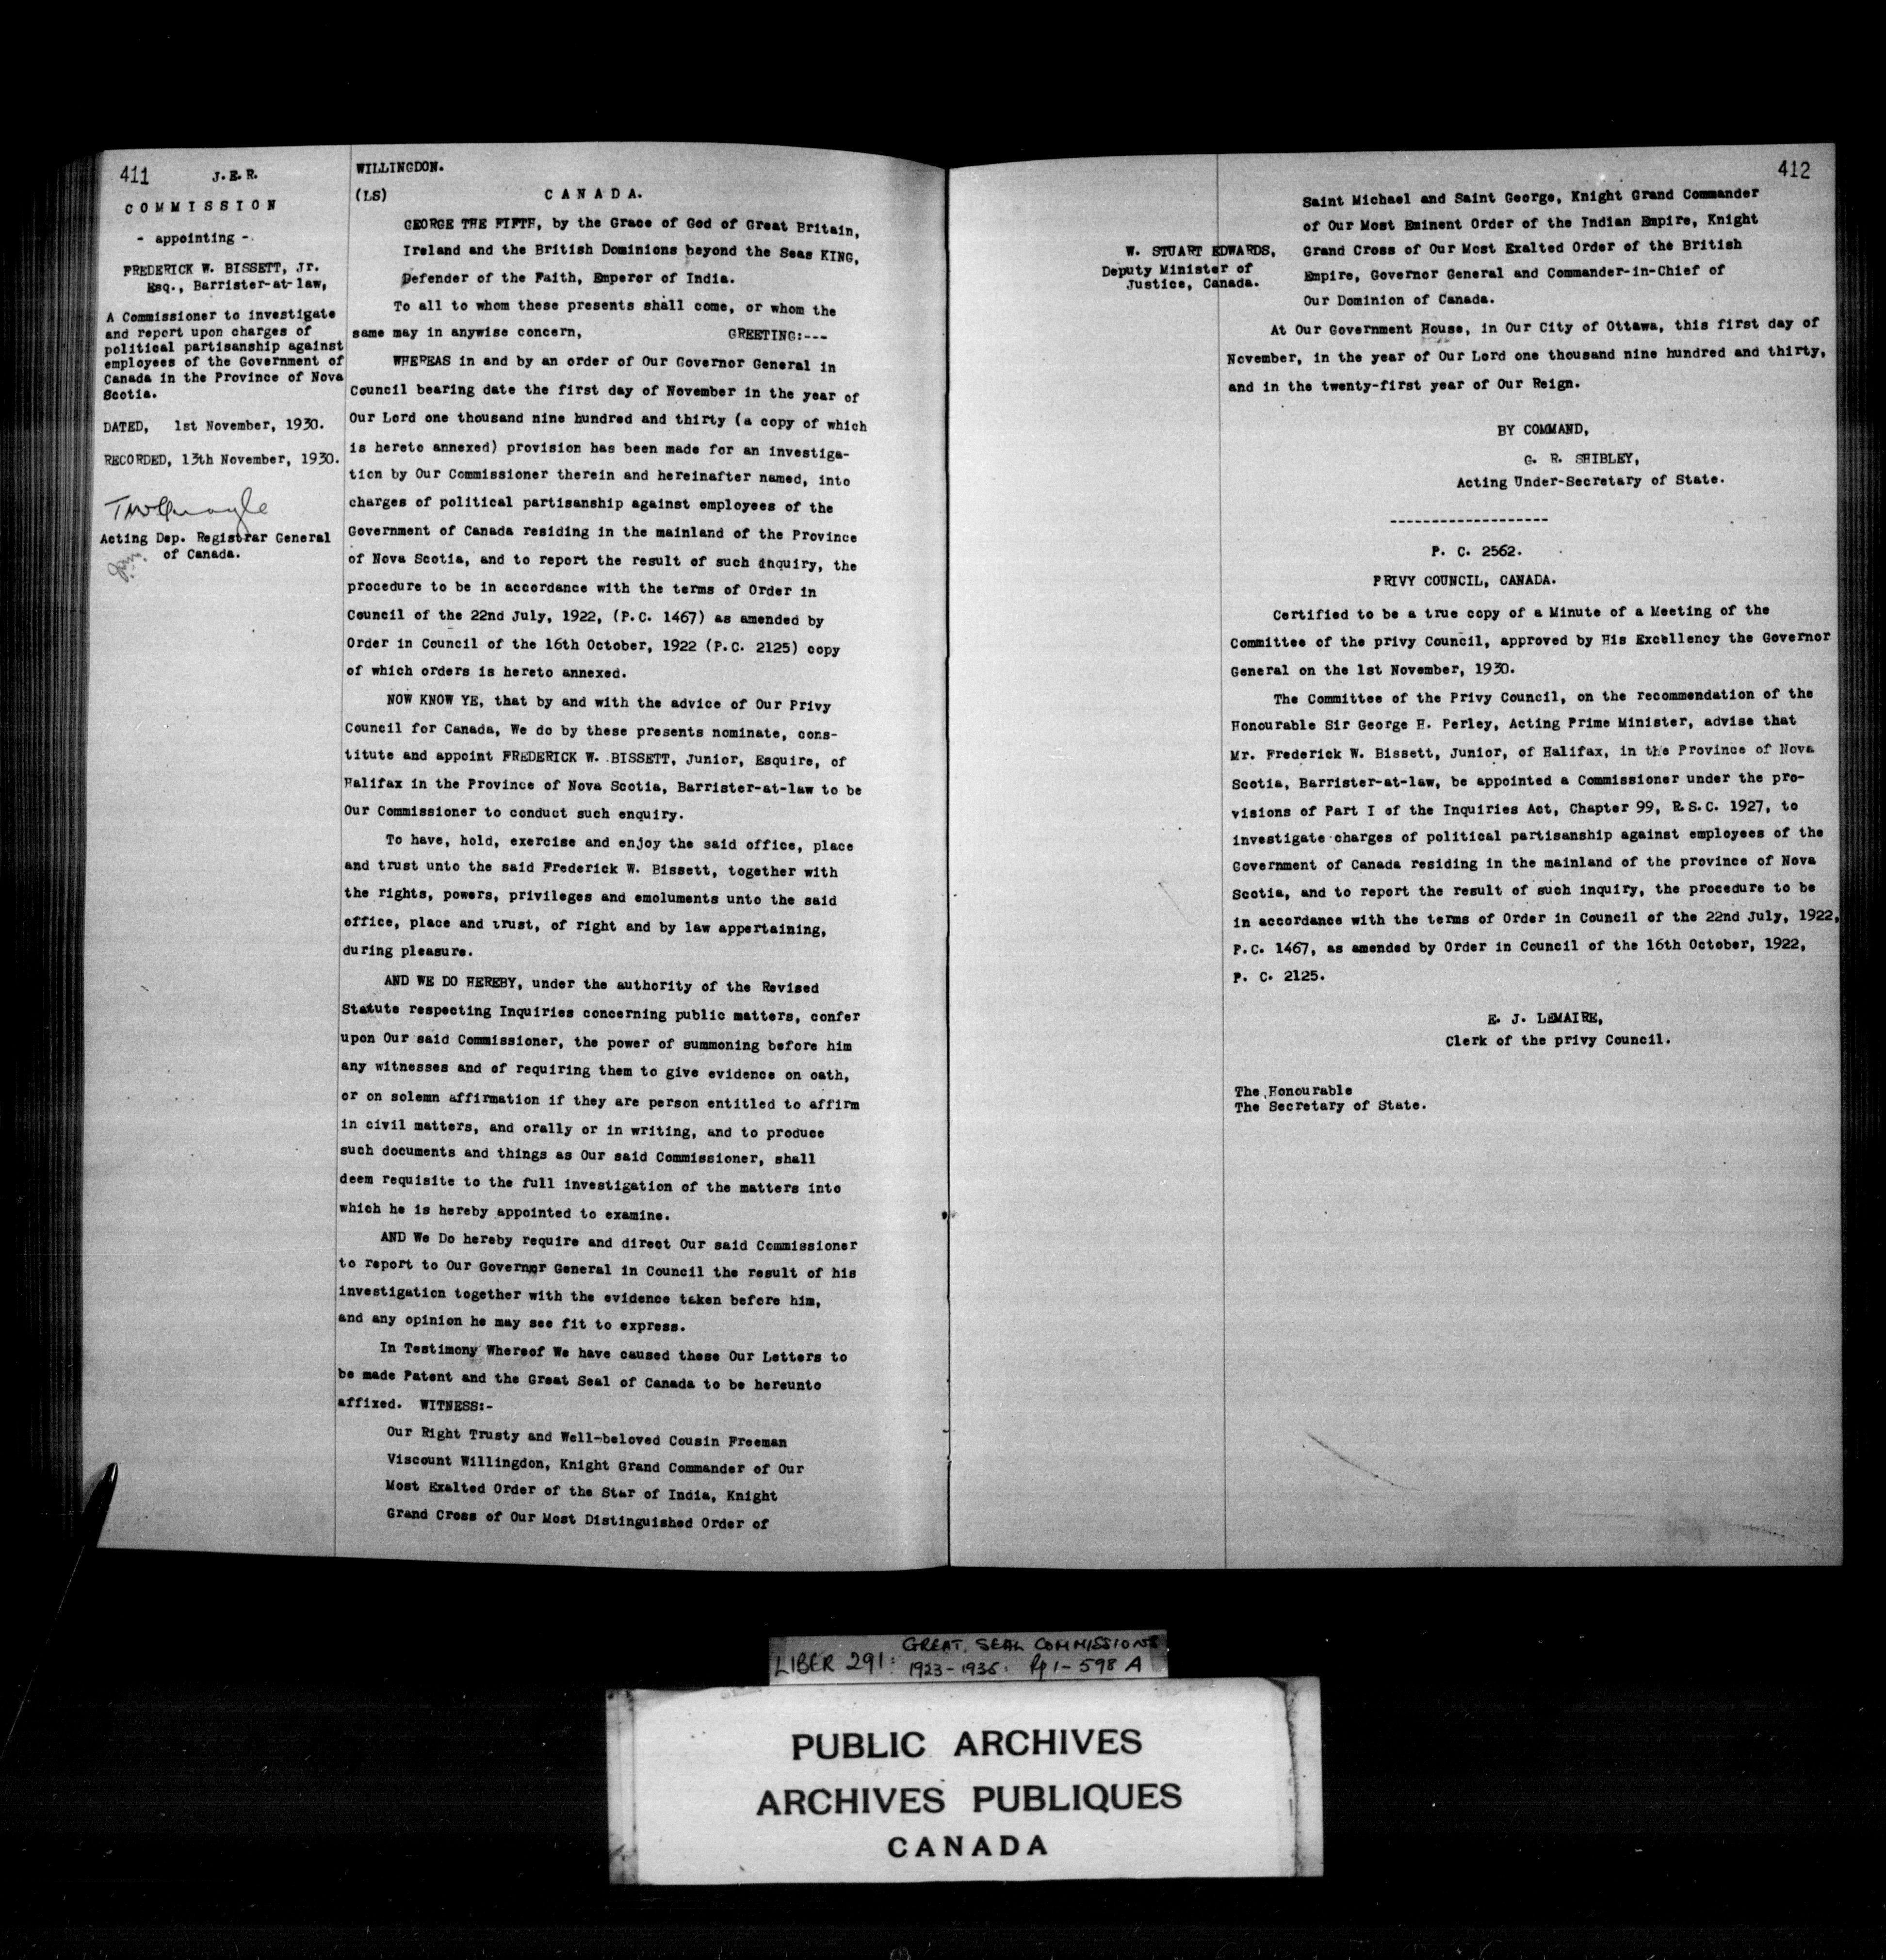 411
J.E.R.
COMMISSION
- appointing -
FREDERICK W. BISSETT, Jr.
Esq., Barrister-at-law,
A Commissioner to investigate
and report upon charges of
political partisanship against
employees of the Government of
Canada in the Province of Nova
Scotia.
DATED, 1st November, 1930.
RECORDED, 13th November, 1930.
Acting Dep. Registrar General
of Canada.
WILLINGDON.
(LS) CANADA.
GEORGE THE FIFTH, by the Grace of God of Great Britain,
Ireland and the British Dominions beyond the Seas KING,
Defender of the Faith, Emperor of India.
To all to whom these presents shall come, or whom the
same may in anywise concern, GREETING:---
WHEREAS in and by an order of Our Governor General in
Council bearing date the first day of November in the year of
Our Lord one thousand nine hundred and thirty (a copy of which
is hereto annexed) provision has been made for an investiga-
tion by Our Commissioner therein and hereinafter named, into
charges of political partisanship against employees of the
Government of Canada residing in the mainland of the Province
of Nova Scotia, and to report the result of such inquiry, the
procedure to be in accordance with the terms of Order in
Council of the 22nd July, 1922, (P.C. 1467) as amended by
Order in Council of the 16th October, 1922 (P.C. 2125) copy
of which orders is hereto annexed.
NOW KNOW YE, that by and with the advice of Our Privy
Council for Canada, We do by these presents nominate, cons-
titute and appoint FREDERICK W. BISSETT, Junior, Esquire, of
Halifax in the Province of Nova Scotia, Barrister-at-law to be
Our Commissioner to conduct such enquiry.
To have, hold, exercise and enjoy the said office, place
and trust unto the said Frederick W. Bissett, together with
the rights, powers, privileges and emoluments unto the said
office, place and trust, of right and by law appertaining,
during pleasure.
AND WE DO HEREBY, under the authority of the Revised
Statute respecting Inquiries concerning public matters, confer
upon Our said Commissioner, the power of summoning before him
any witnesses and of requiring them to give evidence on oath,
or on solemn affirmation if they are person entitled to affirm
in civil matters, and orally or in writing, and to produce
such documents and things as Our said Commissioner, shall
deem requisite to the full investigation of the matters into
which he is hereby appointed to examine.
AND We Do hereby require and direct Our said Commissioner
to report to Our Governor General in Council the result of his
investigation together with the evidence taken before him,
and any opinion he may see fit to express.
In Testimony Whereof We have caused these Our Letters to
be made Patent and the Great Seal of Canada to be hereunto
affixed. WITNESS:-
Our Right Trusty and Well-beloved Cousin Freeman
Viscount Willingdon, Knight Grand Commander of Our
Most Exalted Order of the Star of India, Knight
Grand Cross of Our Most Distinguished Order of
412
W. STUART EDWARDS,
Deputy Minister of
Justice, Canada.
Saint Michael and Saint George, Knight Grand Commander
of Our Most Eminent Order of the Indian Empire, Knight
Grand Cross of Our Most Exalted Order of the British
Empire, Governor General and Commander-in-Chief of
Our Dominion of Canada.
At Our Government House, in Our City of Ottawa, this first day of
November, in the year of Our Lord one thousand nine hundred and thirty,
and in the twenty-first year of Our Reign.
BY COMMAND,
G. R. SHIBLEY,
Acting Under-Secretary of State.
-------------------
P. C. 2562.
PRIVY COUNCIL, CANADA.
Certified to be a true copy of a Minute of a Meeting of the
Committee of the privy Council, approved by His Excellency the Governor
General on the 1st November, 1930.
The Committee of the Privy Council, on the recommendation of the
Honourable Sir George H. Perley, Acting Prime Minister, advise that
Mr. Frederick W. Bissett, Junior, of Halifax, in the Province of Nova
Scotia, Barrister-at-law, be appointed a Commissioner under the pro-
visions of Part I of the Inquiries Act, Chapter 99, R.S.C. 1927, to
investigate charges of political partisanship against employees of the
Government of Canada residing in the mainland of the province of Nova
Scotia, and to report the result of such inquiry, the procedure to be
in accordance with the terms of Order in Council of the 22nd July, 1922,
P.C. 1467, as amended by Order in Council of the 16th October, 1922,
P. C. 2125.
E. J. LEMAIRE,
Clerk of the privy Council.
The Honourable
The Secretary of State.
LIBER 291: GREAT SEAL COMMISSIONS
1923-1936: Pp 1-598 A
PUBLIC ARCHIVES
ARCHIVES PUBLIQUES
CANADA